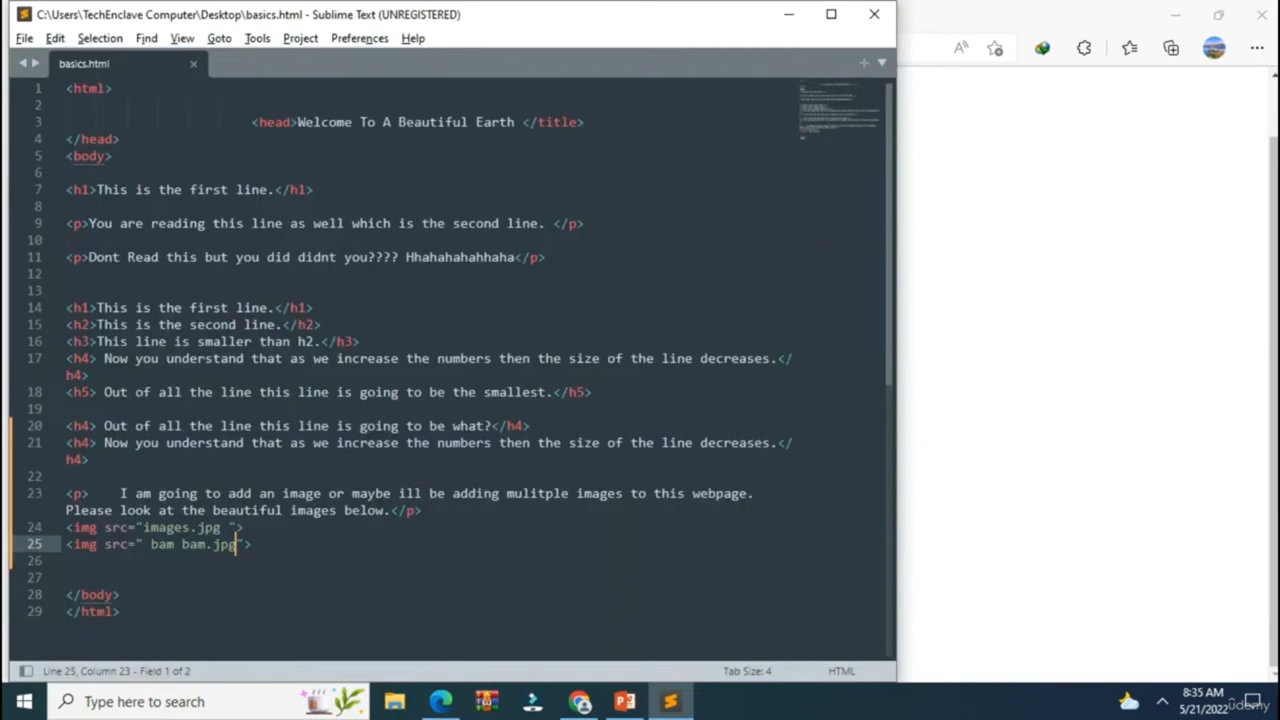 C:\Users\TechEnclave Computer\Desktop\basics.html - Sublime Text (UNREGISTERED)
File Edit Selection Find View Goto Tools Project Preferences Help
basics.html
1 <html>
2
3 <head>Welcome To A Beautiful Earth </title>
4 </head>
5 <body>
6
7 <h1>This is the first line.</h1>
8
9 <p>You are reading this line as well which is the second line. </p>
10
11 <p>Dont Read this but you did didnt you???? Hhahahahahhaha</p>
12
13
14 <h1>This is the first line.</h1>
15 <h2>This is the second line.</h2>
16 <h3>This line is smaller than h2.</h3>
17 <h4> Now you understand that as we increase the numbers then the size of the line decreases.</
h4>
18 <h5> Out of all the line this line is going to be the smallest.</h5>
19
20 <h4> Out of all the line this line is going to be what?</h4>
21 <h4> Now you understand that as we increase the numbers then the size of the line decreases.</
h4>
22
23 <p>    I am going to add an image or maybe ill be adding mulitple images to this webpage.
Please look at the beautiful images below.</p>
24 <img src="images.jpg ">
25 <img src=" bam bam.jpg">
26
27
28 </body>
29 </html>
Line 25, Column 23 - Field 1 of 2 Tab Size: 4 HTML
Type here to search
8:35 AM
5/21/2022
ûdemy